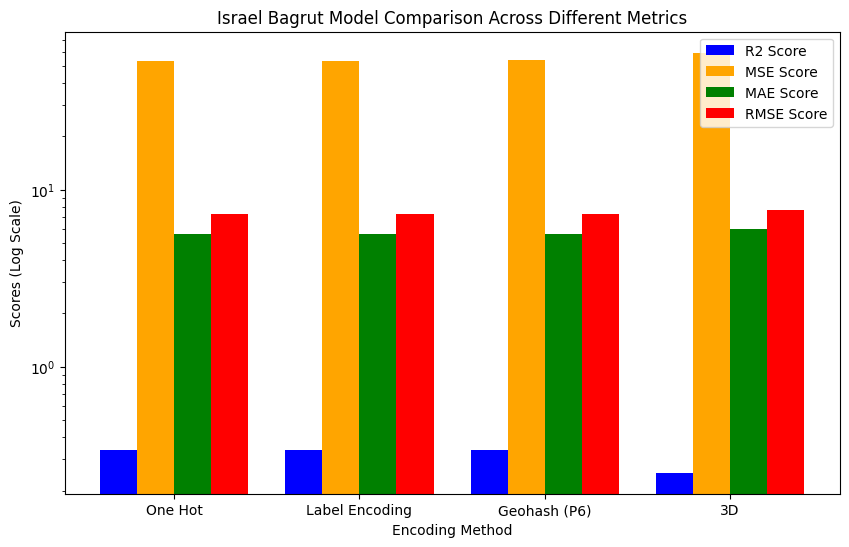 Israel Bagrut Model Comparison Across Different Metrics
R2 Score
MSE Score
MAE Score
RMSE Score
Scores (Log Scale)
10¹
10⁰
One Hot
Label Encoding
Geohash (P6)
3D
Encoding Method